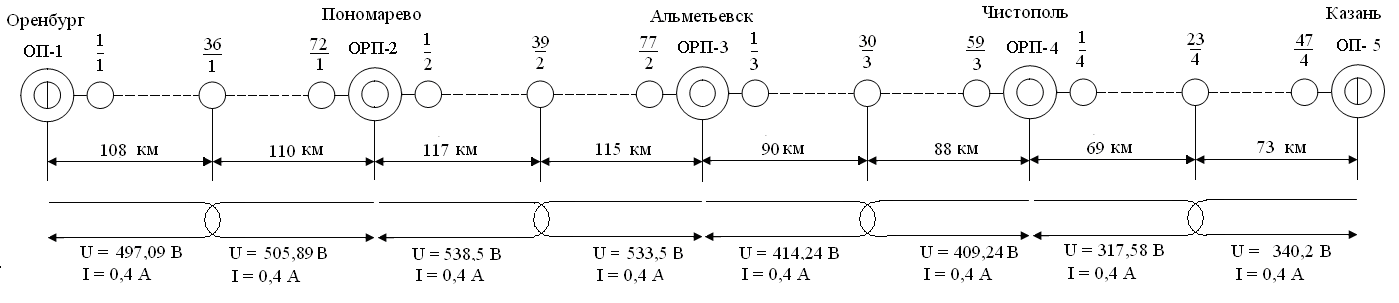 Оренбург Пономарево Альметьевск Чистополь Казань
ОП-1 1/1 36/1 72/1 ОРП-2 1/2 39/2 77/2 ОРП-3 1/3 30/3 59/3 ОРП-4 1/4 23/4 47/4 ОП- 5
108 км 110 км 117 км 115 км 90 км 88 км 69 км 73 км
U = 497,09 В U = 505,89 В U = 538,5 В U = 533,5 В U = 414,24 В U = 409,24 В U = 317,58 В U = 340,2 В
I = 0,4 А I = 0,4 А I = 0,4 А I = 0,4 А I = 0,4 А I = 0,4 А I = 0,4 А I = 0,4 А